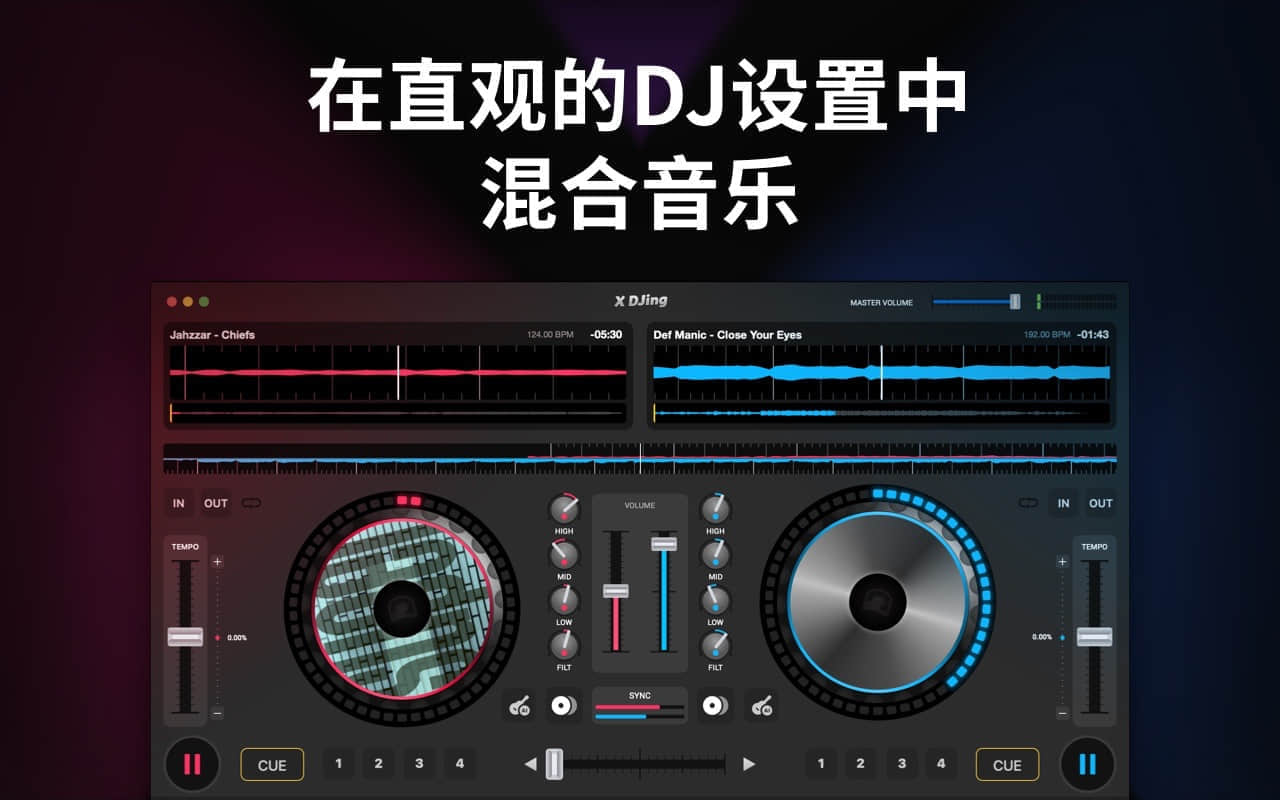 在直观的DJ设置中
混合音乐
X DJing
MASTER VOLUME
Jahzzar - Chiefs 124.00 BPM -05:30
Def Manic - Close Your Eyes 192.00 BPM -01:43
IN OUT
IN OUT
TEMPO
+
0.00%
−
HIGH
MID
LOW
FILT
VOLUME
HIGH
MID
LOW
FILT
TEMPO
+
0.00%
−
AI
SYNC
AI
CUE 1 2 3 4
1 2 3 4 CUE